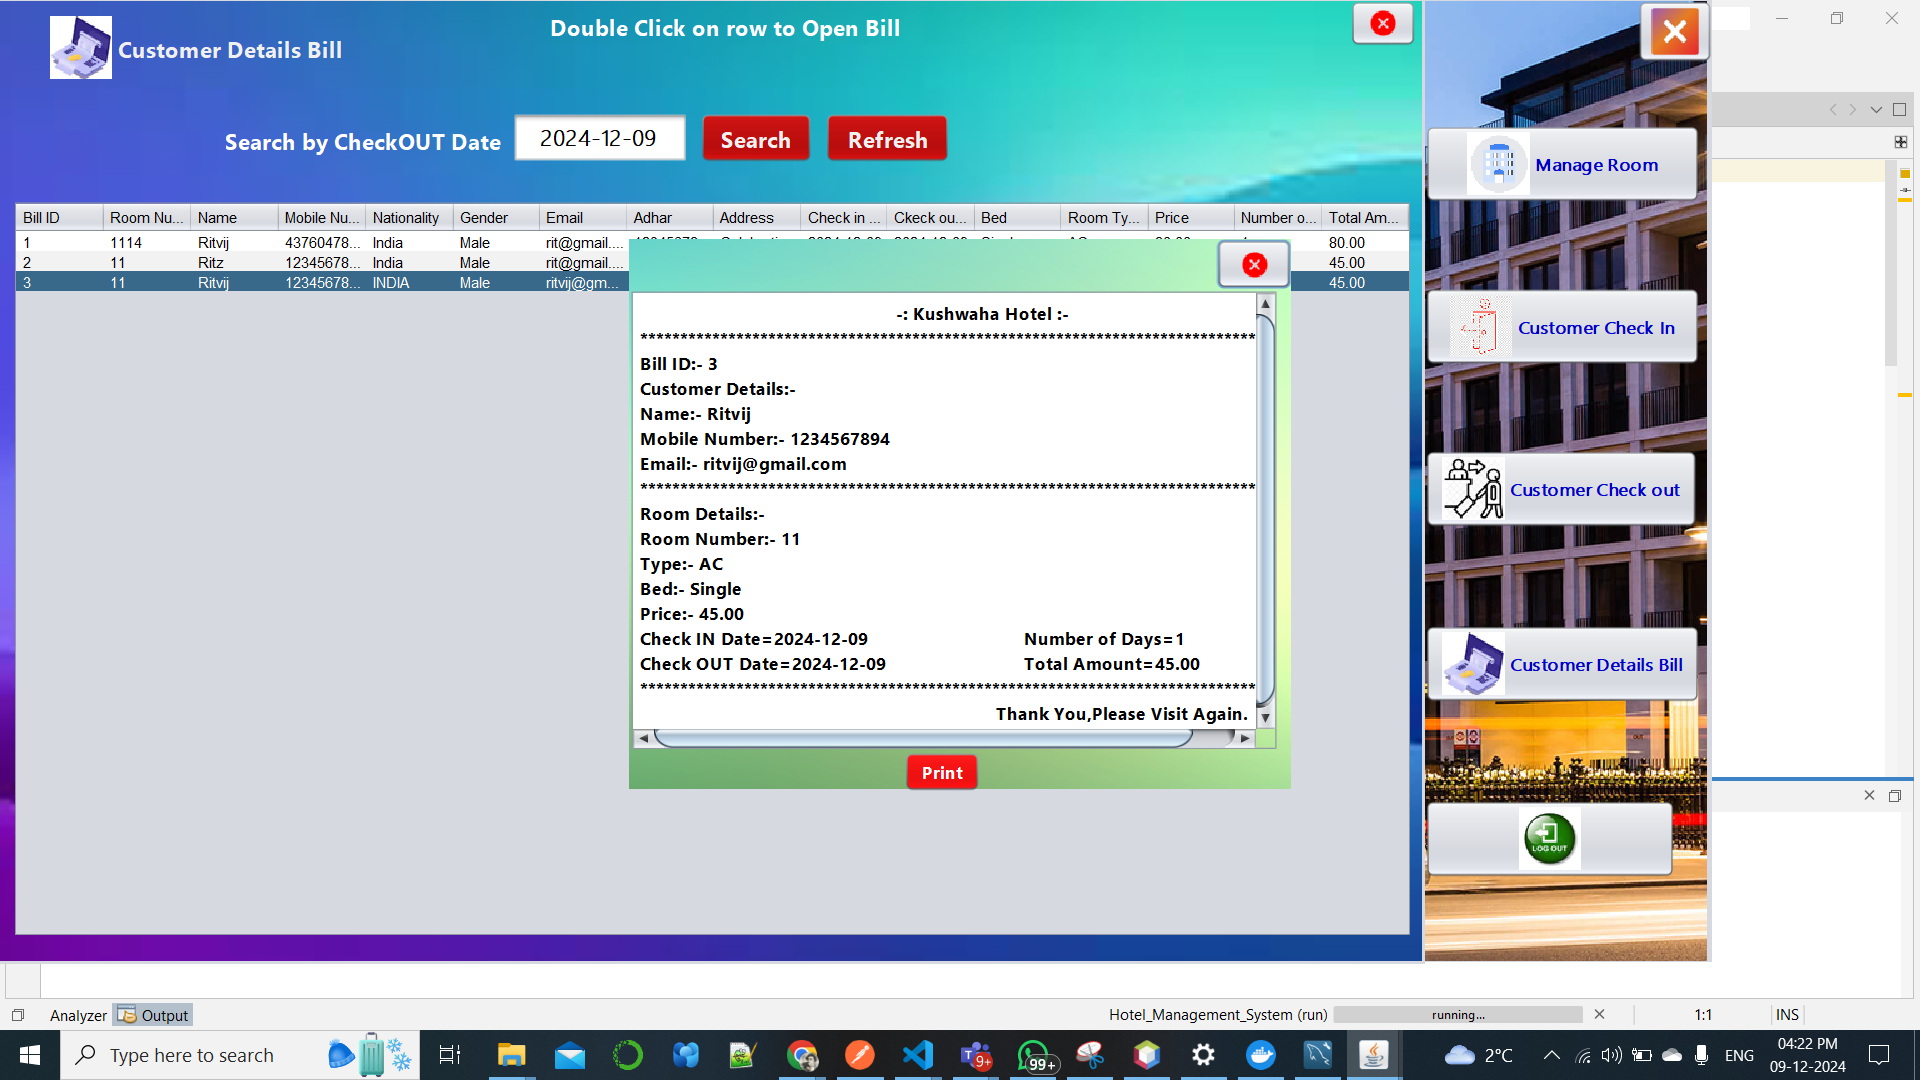 Customer Details Bill
Double Click on row to Open Bill
Search by CheckOUT Date 2024-12-09 Search Refresh
Bill ID Room Nu... Name Mobile Nu... Nationality Gender Email Adhar Address Check in ... Ckeck ou... Bed Room Ty... Price Number o... Total Am...
1 1114 Ritvij 43760478... India Male rit@gmail.... 80.00
2 11 Ritz 12345678... India Male rit@gmail.... 45.00
3 11 Ritvij 12345678... INDIA Male ritvij@gm... 45.00
-: Kushwaha Hotel :-
Bill ID:- 3
Customer Details:-
Name:- Ritvij
Mobile Number:- 1234567894
Email:- ritvij@gmail.com
Room Details:-
Room Number:- 11
Type:- AC
Bed:- Single
Price:- 45.00
Check IN Date=2024-12-09 Number of Days=1
Check OUT Date=2024-12-09 Total Amount=45.00
Thank You,Please Visit Again.
Print
Manage Room
Customer Check In
Customer Check out
Customer Details Bill
LOG OUT
Analyzer Output
Hotel_Management_System (run) running... 1:1 INS
Type here to search
9+
99+
2°C
ENG
04:22 PM
09-12-2024